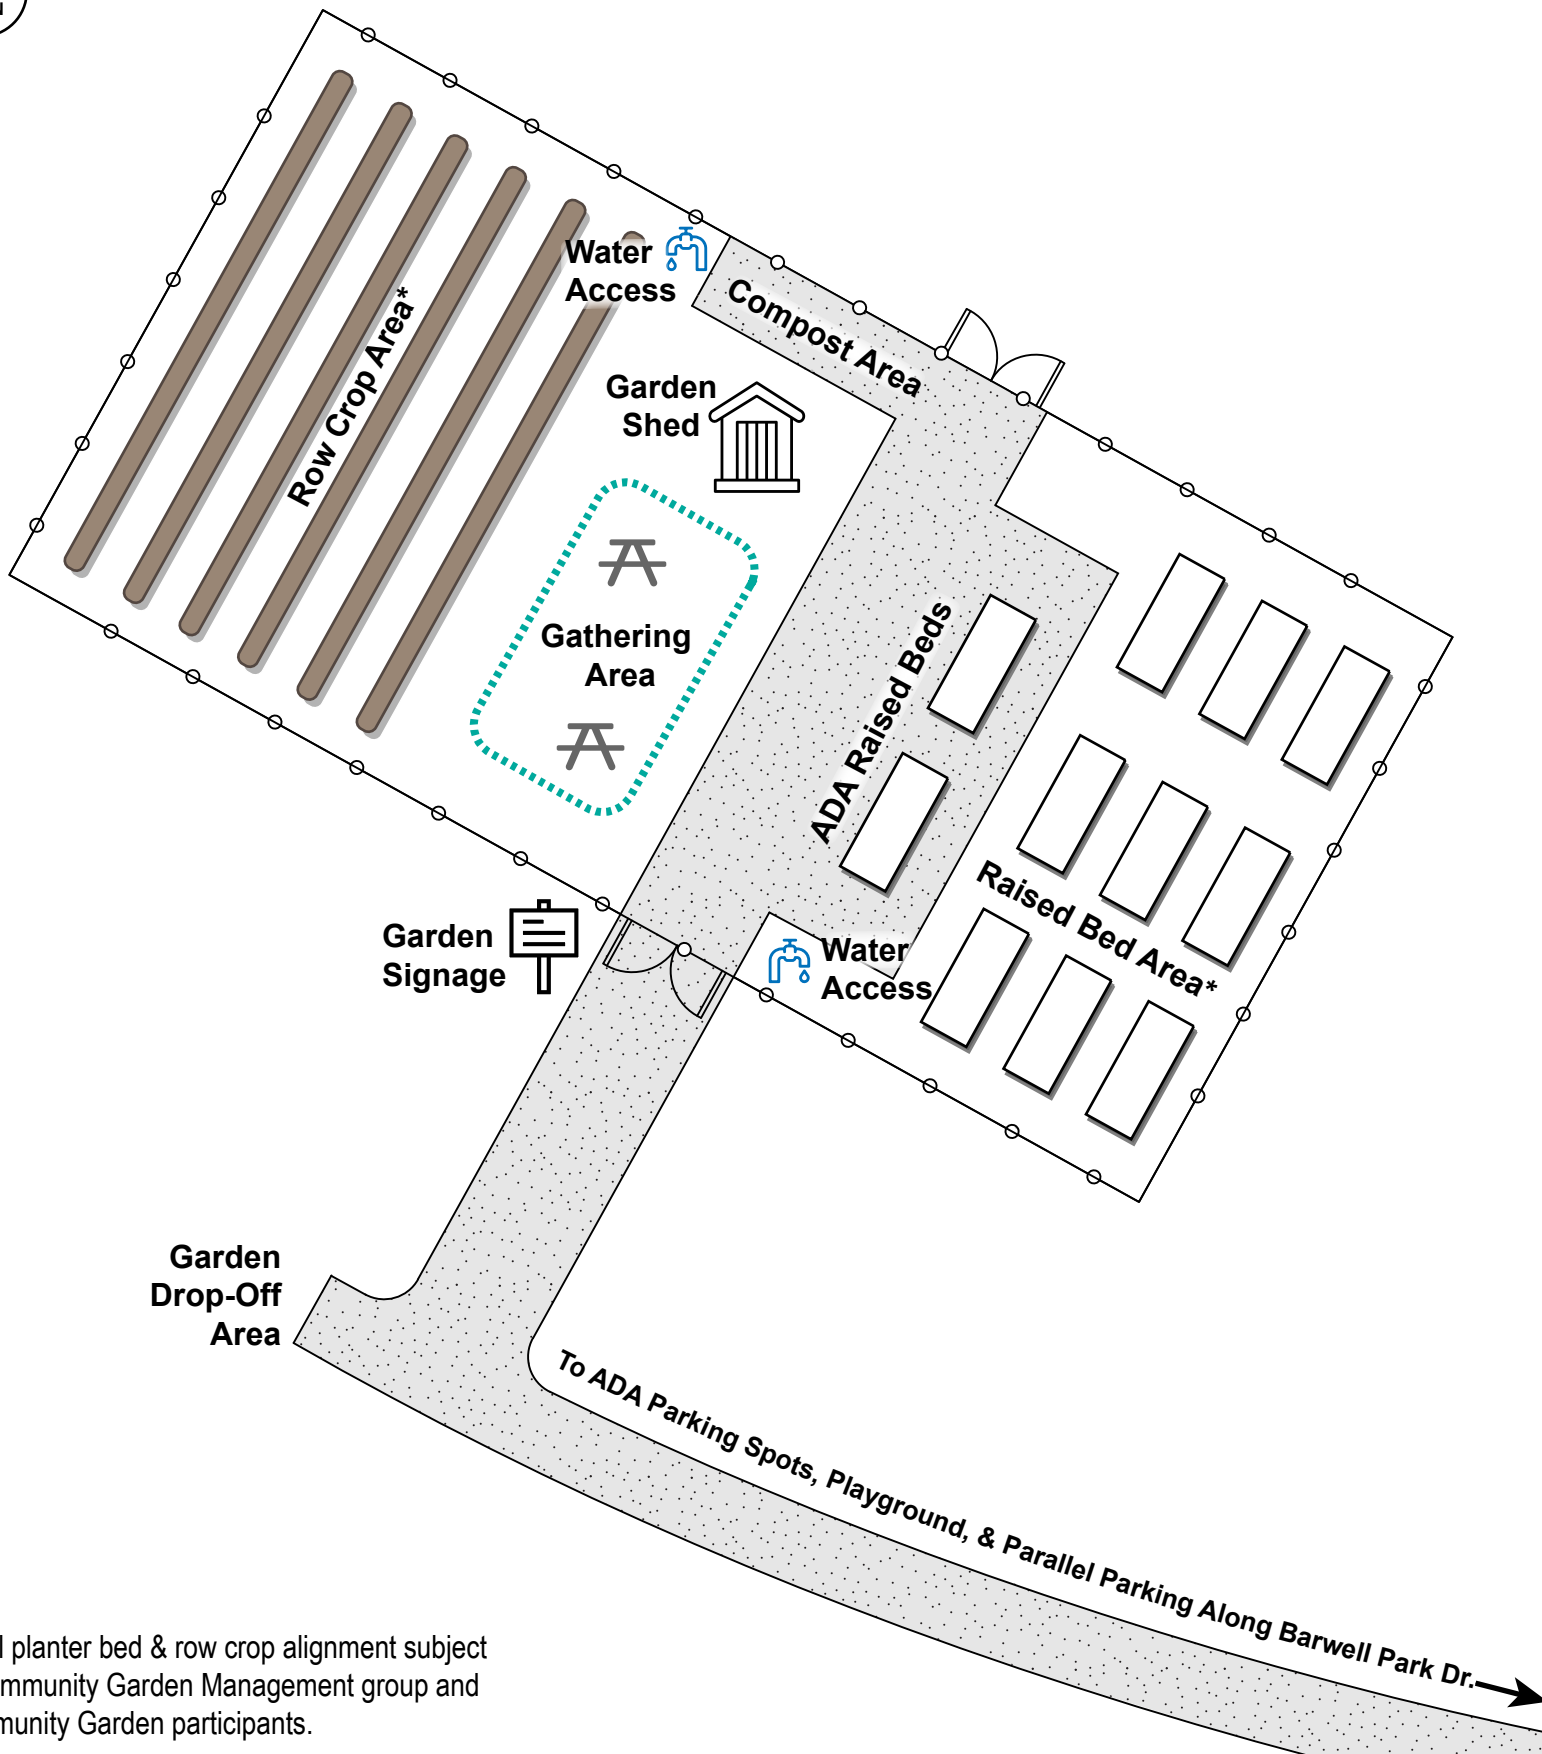 Water
Access
Compost Area
Garden
Shed
Row Crop Area*
Gathering
Area
ADA Raised Beds
Raised Bed Area*
Garden
Signage
Water
Access
Garden
Drop-Off
Area
To ADA Parking Spots, Playground, & Parallel Parking Along Barwell Park Dr.
planter bed & row crop alignment subject
Community Garden Management group and
Community Garden participants.